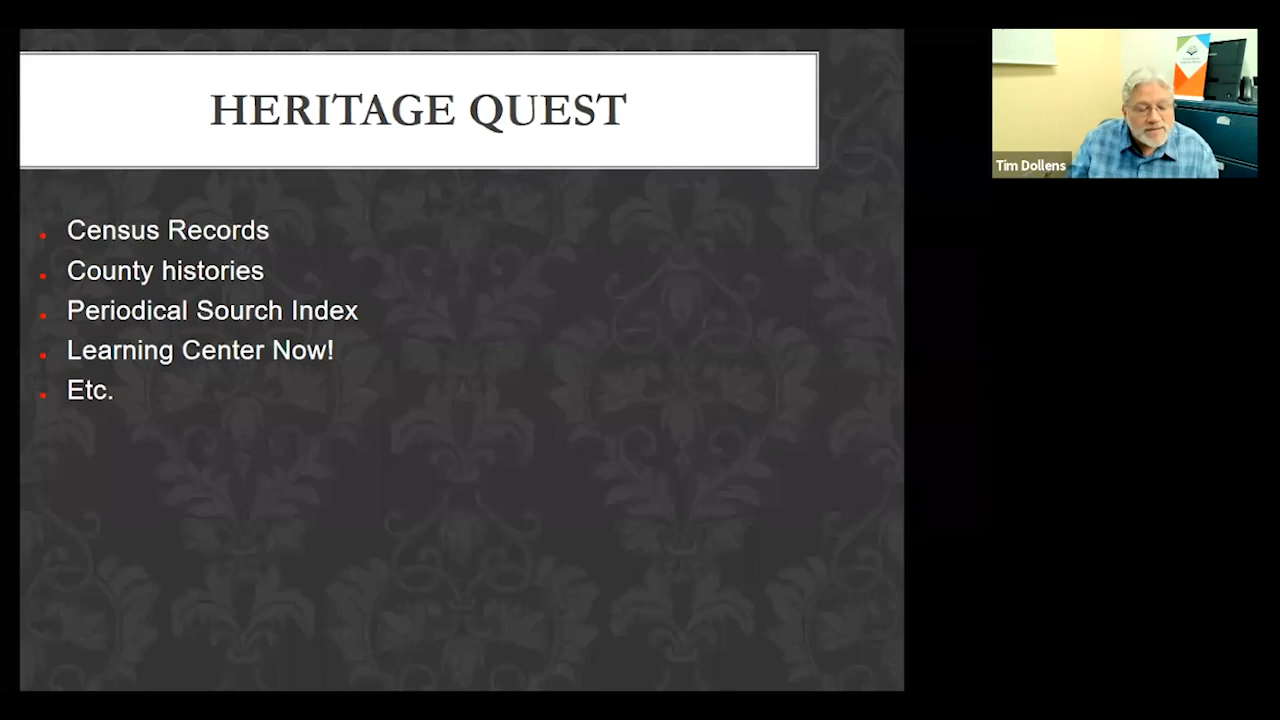 HERITAGE QUEST
Census Records
County histories
Periodical Sourch Index
Learning Center Now!
Etc.
Tim Dollens